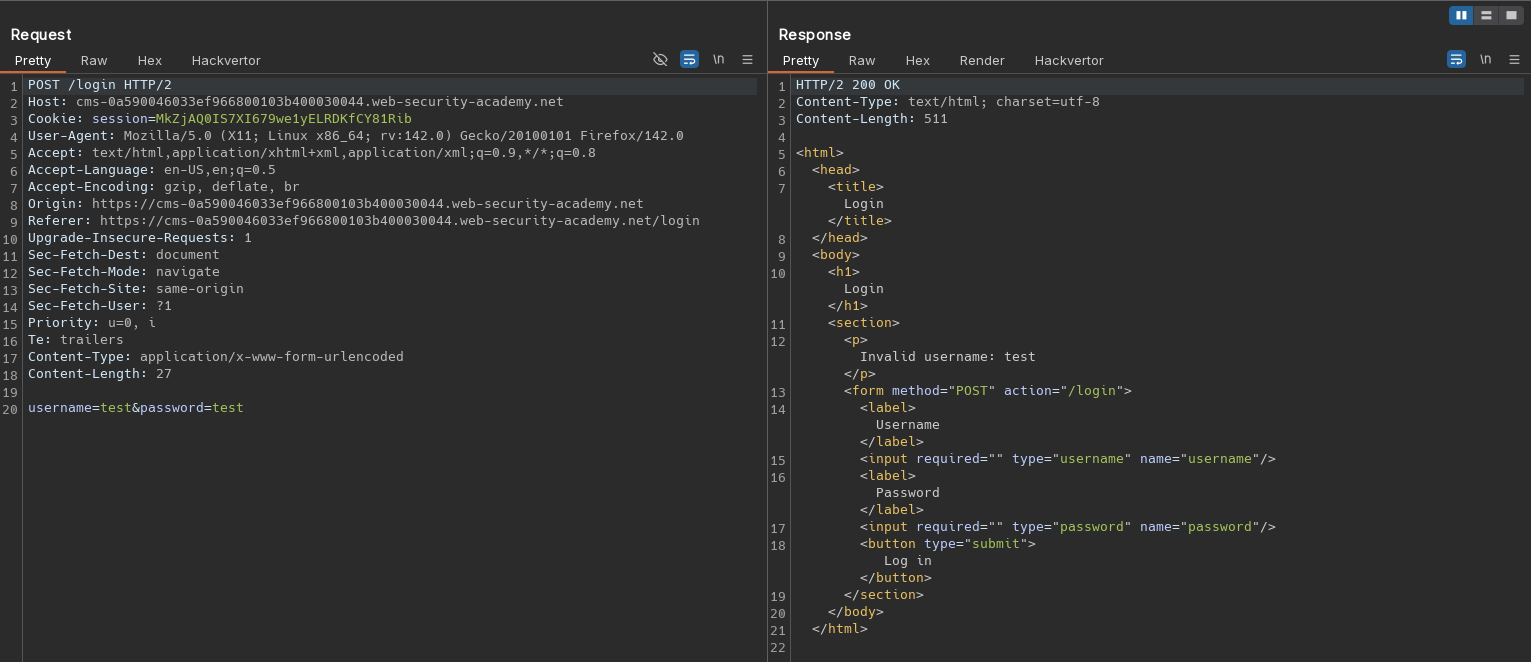 Request
Pretty Raw Hex Hackvertor \n
1 POST /login HTTP/2
2 Host: cms-0a590046033ef966800103b400030044.web-security-academy.net
3 Cookie: session=MkZjAQ0IS7XI679we1yELRDKfCY81Rib
4 User-Agent: Mozilla/5.0 (X11; Linux x86_64; rv:142.0) Gecko/20100101 Firefox/142.0
5 Accept: text/html,application/xhtml+xml,application/xml;q=0.9,*/*;q=0.8
6 Accept-Language: en-US,en;q=0.5
7 Accept-Encoding: gzip, deflate, br
8 Origin: https://cms-0a590046033ef966800103b400030044.web-security-academy.net
9 Referer: https://cms-0a590046033ef966800103b400030044.web-security-academy.net/login
10 Upgrade-Insecure-Requests: 1
11 Sec-Fetch-Dest: document
12 Sec-Fetch-Mode: navigate
13 Sec-Fetch-Site: same-origin
14 Sec-Fetch-User: ?1
15 Priority: u=0, i
16 Te: trailers
17 Content-Type: application/x-www-form-urlencoded
18 Content-Length: 27
19
20 username=test&password=test
Response
Pretty Raw Hex Render Hackvertor \n
1 HTTP/2 200 OK
2 Content-Type: text/html; charset=utf-8
3 Content-Length: 511
4
5 <html>
6 <head>
7 <title>
Login
</title>
8 </head>
9 <body>
10 <h1>
Login
</h1>
11 <section>
12 <p>
Invalid username: test
</p>
13 <form method="POST" action="/login">
14 <label>
Username
</label>
15 <input required="" type="username" name="username"/>
16 <label>
Password
</label>
17 <input required="" type="password" name="password"/>
18 <button type="submit">
Log in
</button>
19 </section>
20 </body>
21 </html>
22